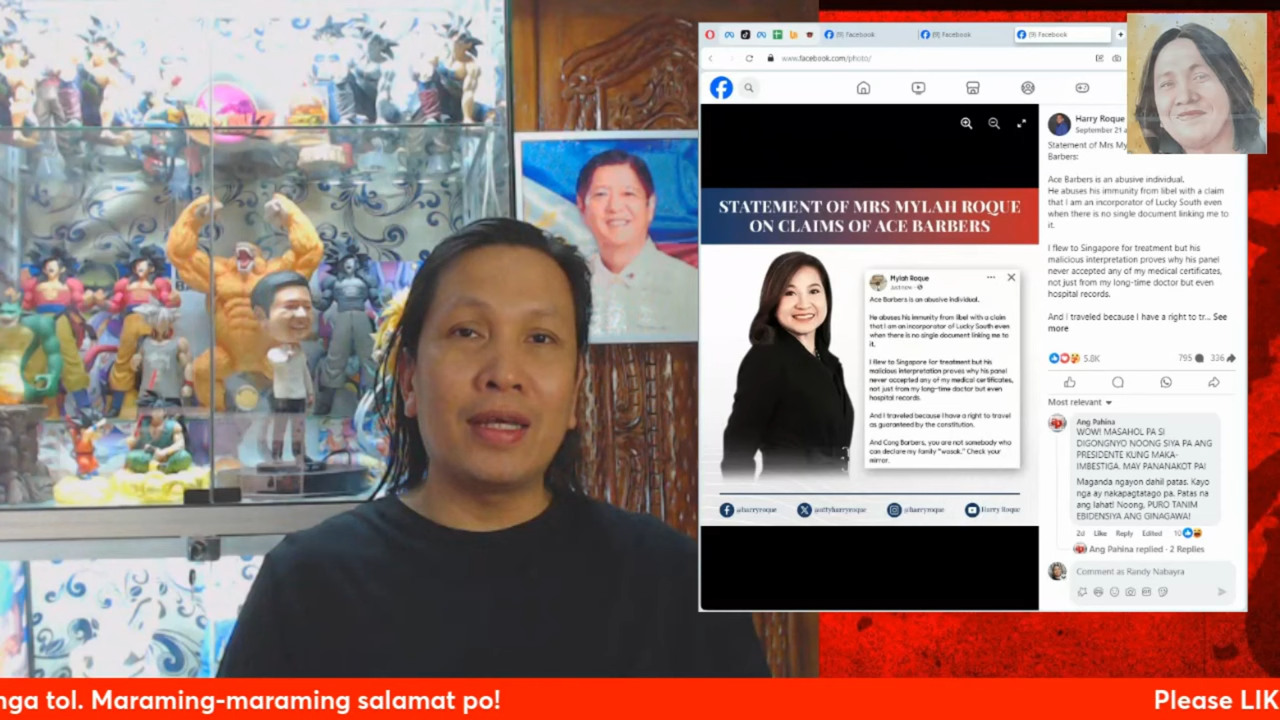 (9) Facebook
(9) Facebook
(9) Facebook
www.facebook.com/photo/
STATEMENT OF MRS MYLAH ROQUE
ON CLAIMS OF ACE BARBERS
Mylah Roque
Just now
Ace Barbers is an abusive individual.
He abuses his immunity from libel with a claim
that I am an incorporator of Lucky South even
when there is no single document linking me to
it.
I flew to Singapore for treatment but his
malicious interpretation proves why his panel
never accepted any of my medical certificates,
not just from my long-time doctor but even
hospital records.
And I traveled because I have a right to travel
as guaranteed by the constitution.
And Cong Barbers, you are not somebody who
can declare my family "wasak." Check your
mirror.
@harryroque
@attyharryroque
@harryroque
Harry Roque
Harry Roque
September 21 a
Statement of Mrs My
Barbers:
Ace Barbers is an abusive individual.
He abuses his immunity from libel with a claim
that I am an incorporator of Lucky South even
when there is no single document linking me to
it.
I flew to Singapore for treatment but his
malicious interpretation proves why his panel
never accepted any of my medical certificates,
not just from my long-time doctor but even
hospital records.
And I traveled because I have a right to tr... See
more
5.8K 795 336
Most relevant
Ang Pahina
WOW! MASAHOL PA SI
DIGONGNYO NOONG SIYA PA ANG
PRESIDENTE KUNG MAKA-
IMBESTIGA. MAY PANANAKOT PA!
Maganda ngayon dahil patas. Kayo
nga ay nakapagtatago pa. Patas na
ang lahat! Noong, PURO TANIM
EBIDENSIYA ANG GINAGAWA!
2d Like Reply Edited 10
Ang Pahina replied · 2 Replies
Comment as Randy Nabayra
nga tol. Maraming-maraming salamat po!
Please LIK